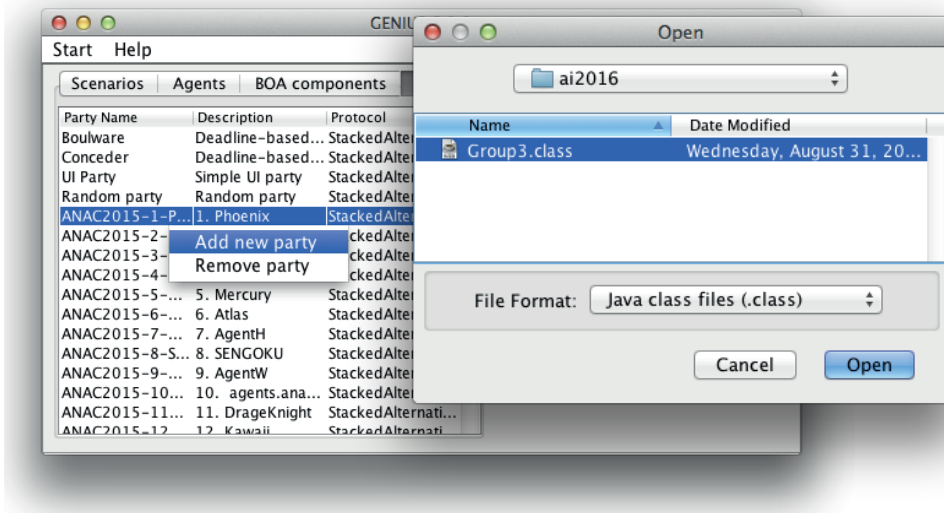 GENIU
Start Help
Scenarios Agents BOA components
Party Name Description Protocol
Boulware Deadline-based... StackedAlter
Conceder Deadline-based... StackedAlter
UI Party Simple UI party StackedAlter
Random party Random party StackedAlter
ANAC2015-1-P... 1. Phoenix StackedAlter
ANAC2015-2- ckedAlter
Add new party
ANAC2015-3- ckedAlter
Remove party
ANAC2015-4- ckedAlter
ANAC2015-5-... 5. Mercury StackedAlter
ANAC2015-6-... 6. Atlas StackedAlter
ANAC2015-7-... 7. AgentH StackedAlter
ANAC2015-8-S... 8. SENGOKU StackedAlter
ANAC2015-9-... 9. AgentW StackedAlter
ANAC2015-10... 10. agents.ana... StackedAlter
ANAC2015-11... 11. DrageKnight StackedAlternati...
ANAC2015-12 12. Kawaii StackedAlternati
Open
ai2016
Name Date Modified
Group3.class Wednesday, August 31, 20...
File Format: Java class files (.class)
Cancel Open